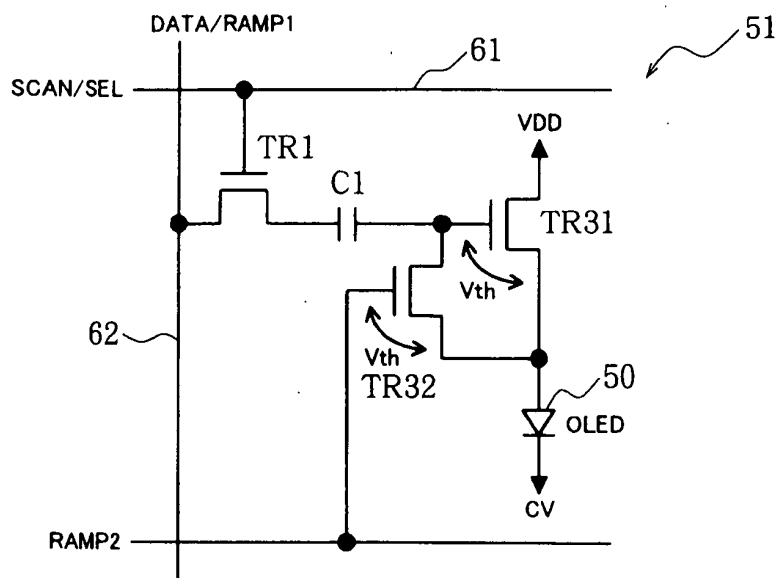 DATA/RAMP1
51
61
SCAN/SEL
VDD
TR1
C1
TR31
Vth
62
Vth
TR32
50
OLED
CV
RAMP2